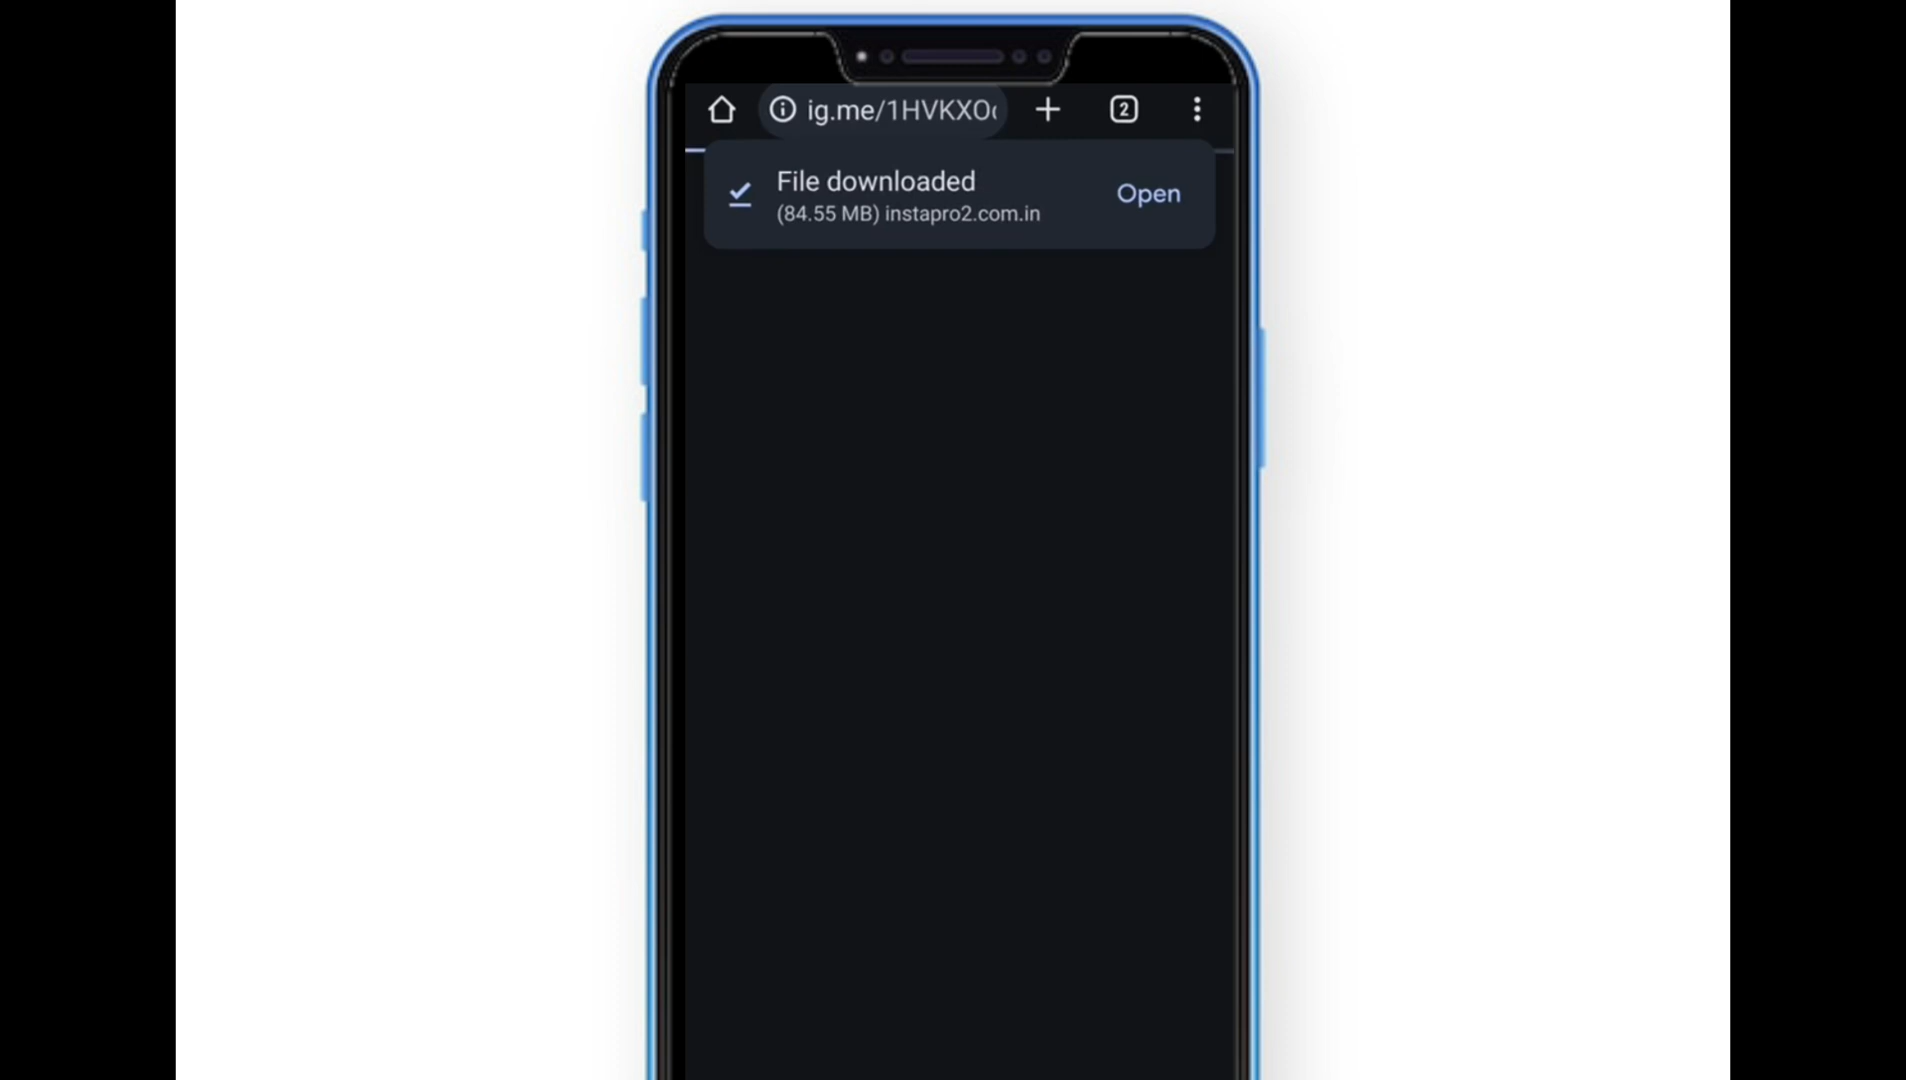 ig.me/1HVKXO
2
File downloaded
Open
(84.55 MB) instapro2.com.in